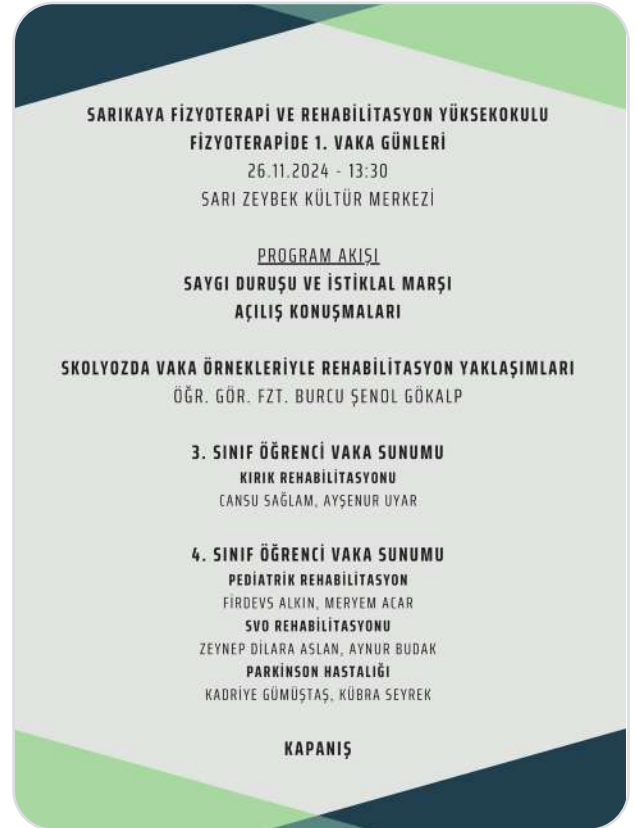 SARIKAYA FİZYOTERAPİ VE REHABİLİTASYON YÜKSEKOKULU
FİZYOTERAPİDE 1. VAKA GÜNLERİ
26.11.2024 - 13:30
SARI ZEYBEK KÜLTÜR MERKEZİ
PROGRAM AKIŞI
SAYGI DURUŞU VE İSTİKLAL MARŞI
AÇILIŞ KONUŞMALARI
SKOLYOZDA VAKA ÖRNEKLERİYLE REHABİLİTASYON YAKLAŞIMLARI
ÖĞR. GÖR. FZT. BURCU ŞENOL GÖKALP
3. SINIF ÖĞRENCİ VAKA SUNUMU
KIRIK REHABİLİTASYONU
CANSU SAĞLAM, AYŞENUR UYAR
4. SINIF ÖĞRENCİ VAKA SUNUMU
PEDİATRİK REHABİLİTASYON
FİRDEVS ALKIN, MERYEM ACAR
SVO REHABİLİTASYONU
ZEYNEP DİLARA ASLAN, AYNUR BUDAK
PARKİNSON HASTALIĞI
KADRİYE GÜMÜŞTAŞ, KÜBRA SEYREK
KAPANIŞ